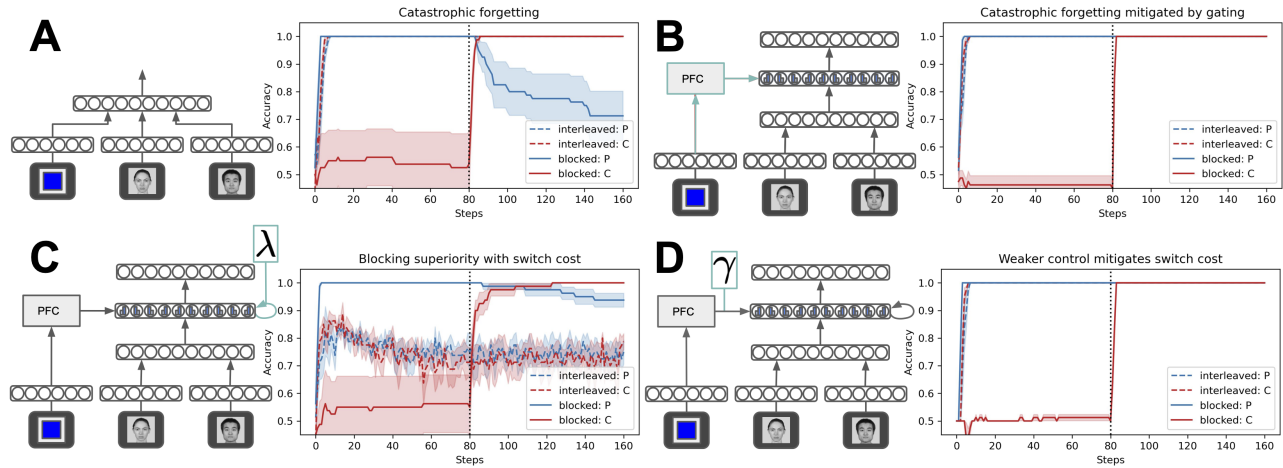 A
Catastrophic forgetting
Accuracy
1.0
0.9
0.8
0.7
0.6
0.5
interleaved: P
interleaved: C
blocked: P
blocked: C
0 20 40 60 80 100 120 140 160
Steps
B
PFC
Catastrophic forgetting mitigated by gating
Accuracy
1.0
0.9
0.8
0.7
0.6
0.5
interleaved: P
interleaved: C
blocked: P
blocked: C
0 20 40 60 80 100 120 140 160
Steps
C
λ
PFC
Blocking superiority with switch cost
Accuracy
1.0
0.9
0.8
0.7
0.6
0.5
interleaved: P
interleaved: C
blocked: P
blocked: C
0 20 40 60 80 100 120 140 160
Steps
D
γ
PFC
Weaker control mitigates switch cost
Accuracy
1.0
0.9
0.8
0.7
0.6
0.5
interleaved: P
interleaved: C
blocked: P
blocked: C
0 20 40 60 80 100 120 140 160
Steps